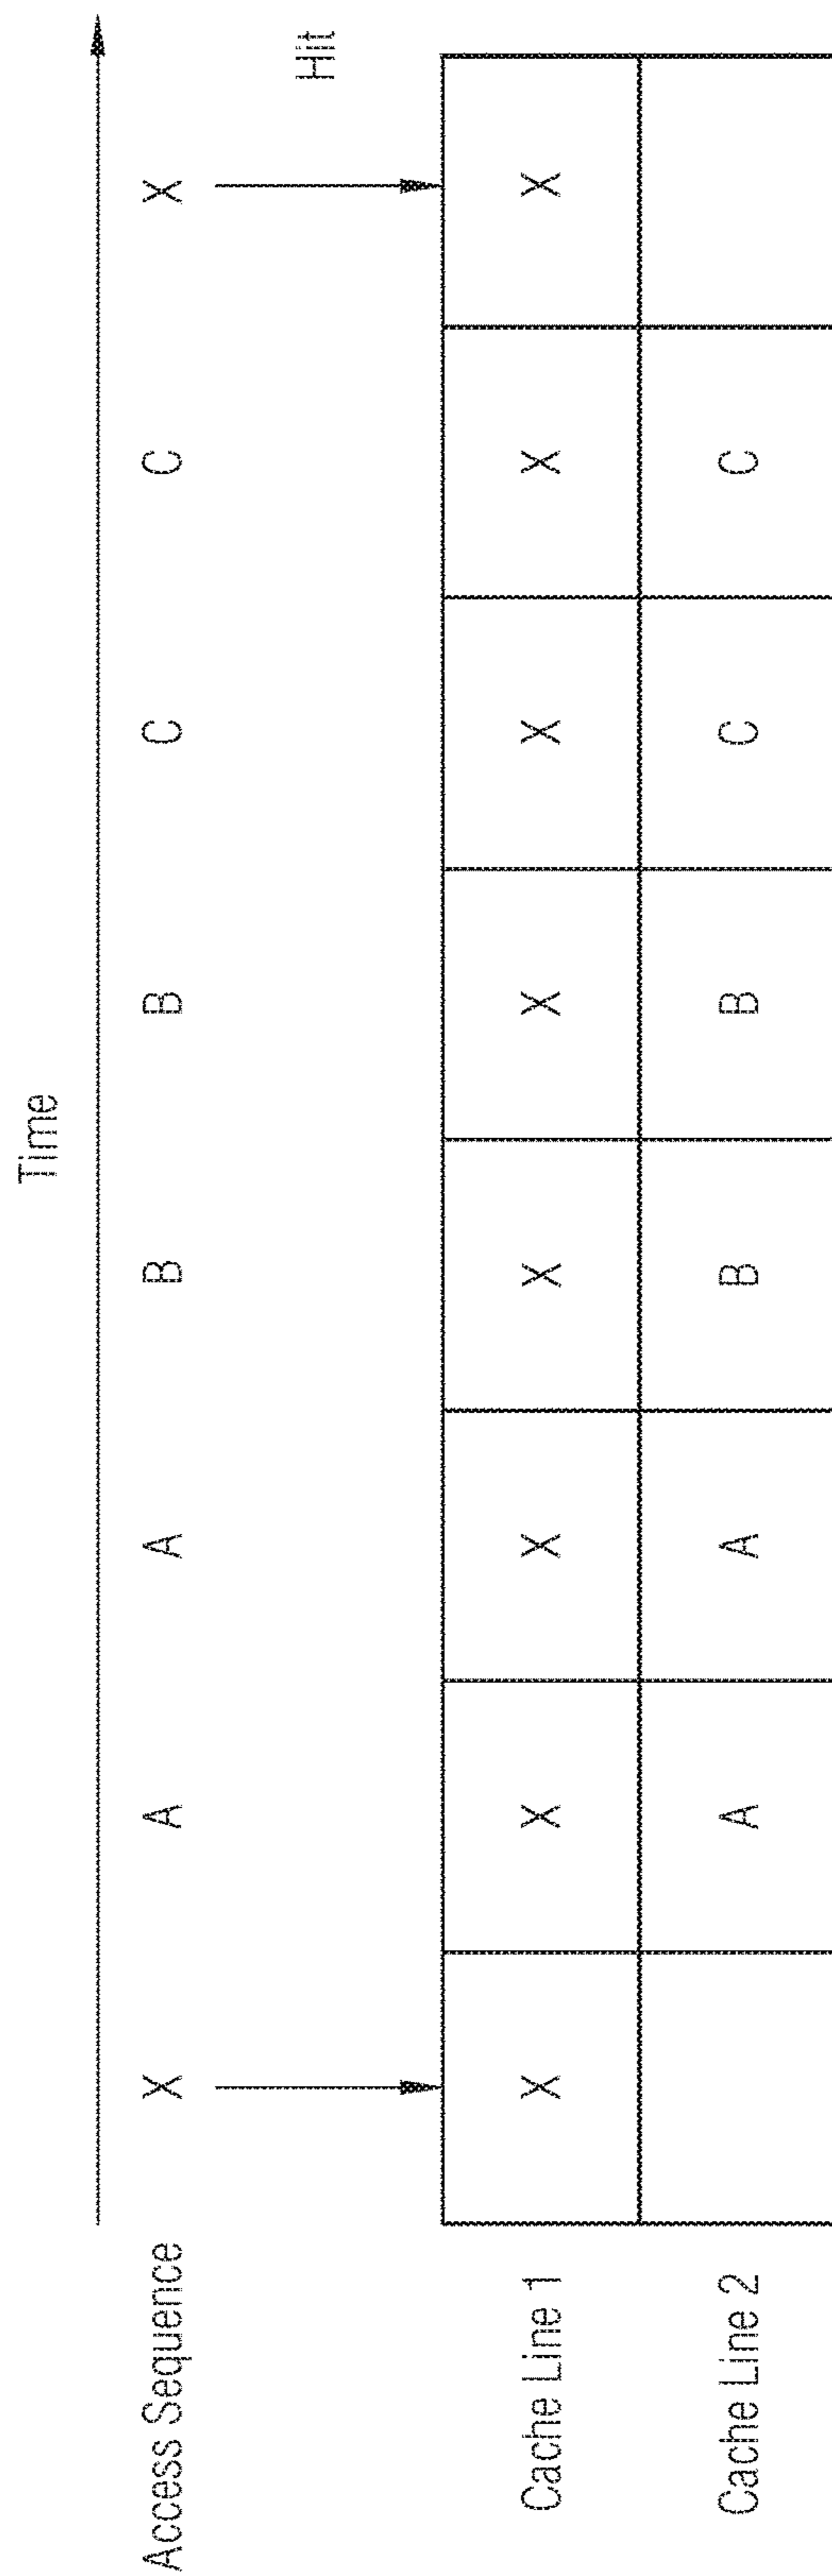 Time
Access Sequence X A A B B C C X
Hit
Cache Line 1 X X X X X X X X
Cache Line 2 A A B B C C